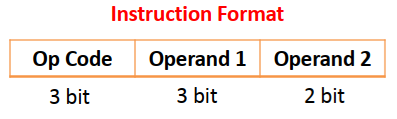 Instruction Format
Op Code Operand 1 Operand 2
3 bit 3 bit 2 bit